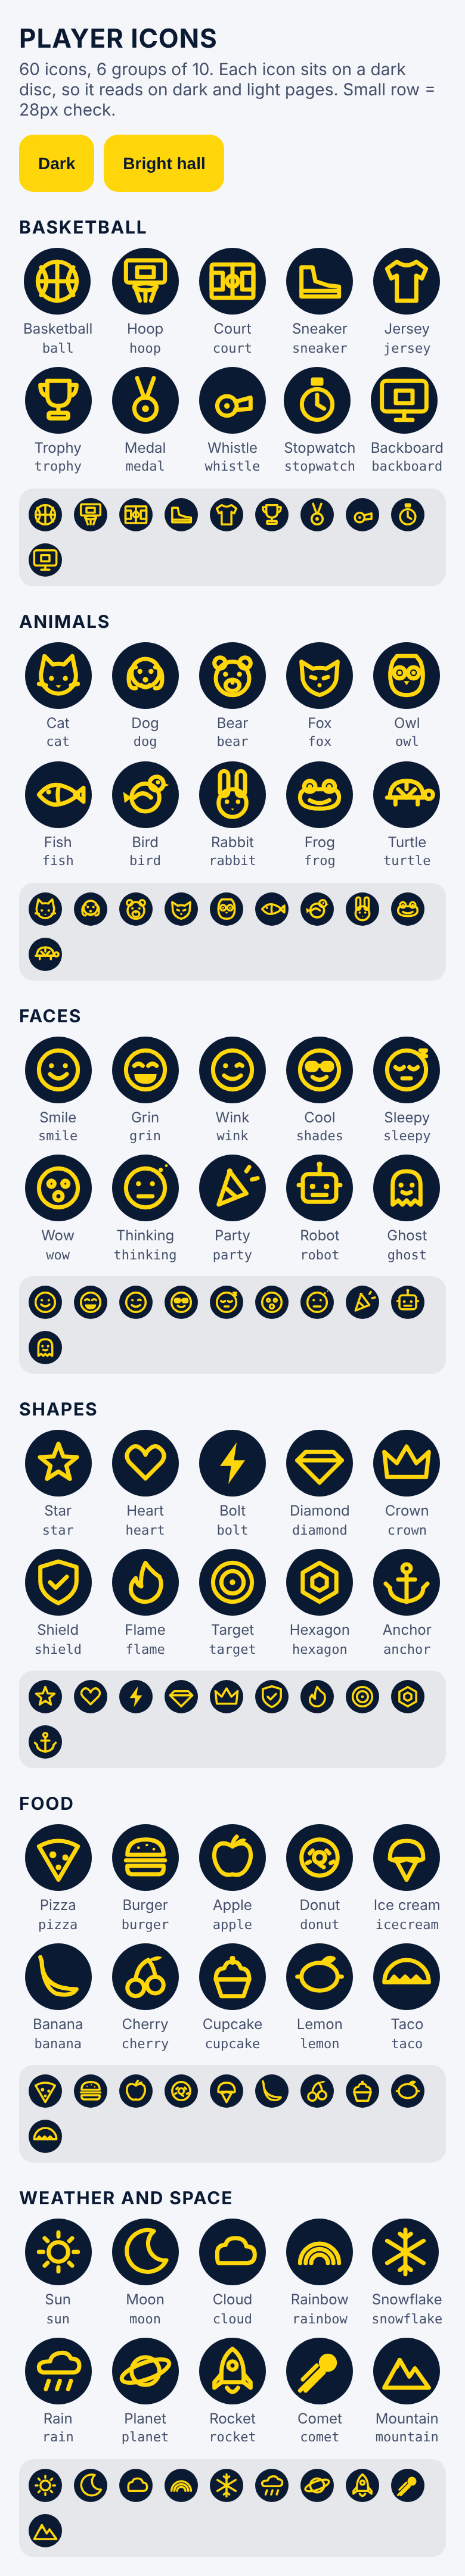 PLAYER ICONS
60 icons, 6 groups of 10. Each icon sits on a dark
disc, so it reads on dark and light pages. Small row =
28px check.
Dark Bright hall
BASKETBALL
Basketball Hoop Court Sneaker Jersey
ball hoop court sneaker jersey
Trophy Medal Whistle Stopwatch Backboard
trophy medal whistle stopwatch backboard
ANIMALS
Cat Dog Bear Fox Owl
cat dog bear fox owl
Fish Bird Rabbit Frog Turtle
fish bird rabbit frog turtle
FACES
Smile Grin Wink Cool Sleepy
smile grin wink shades sleepy
Wow Thinking Party Robot Ghost
wow thinking party robot ghost
SHAPES
Star Heart Bolt Diamond Crown
star heart bolt diamond crown
Shield Flame Target Hexagon Anchor
shield flame target hexagon anchor
FOOD
Pizza Burger Apple Donut Ice cream
pizza burger apple donut icecream
Banana Cherry Cupcake Lemon Taco
banana cherry cupcake lemon taco
WEATHER AND SPACE
Sun Moon Cloud Rainbow Snowflake
sun moon cloud rainbow snowflake
Rain Planet Rocket Comet Mountain
rain planet rocket comet mountain